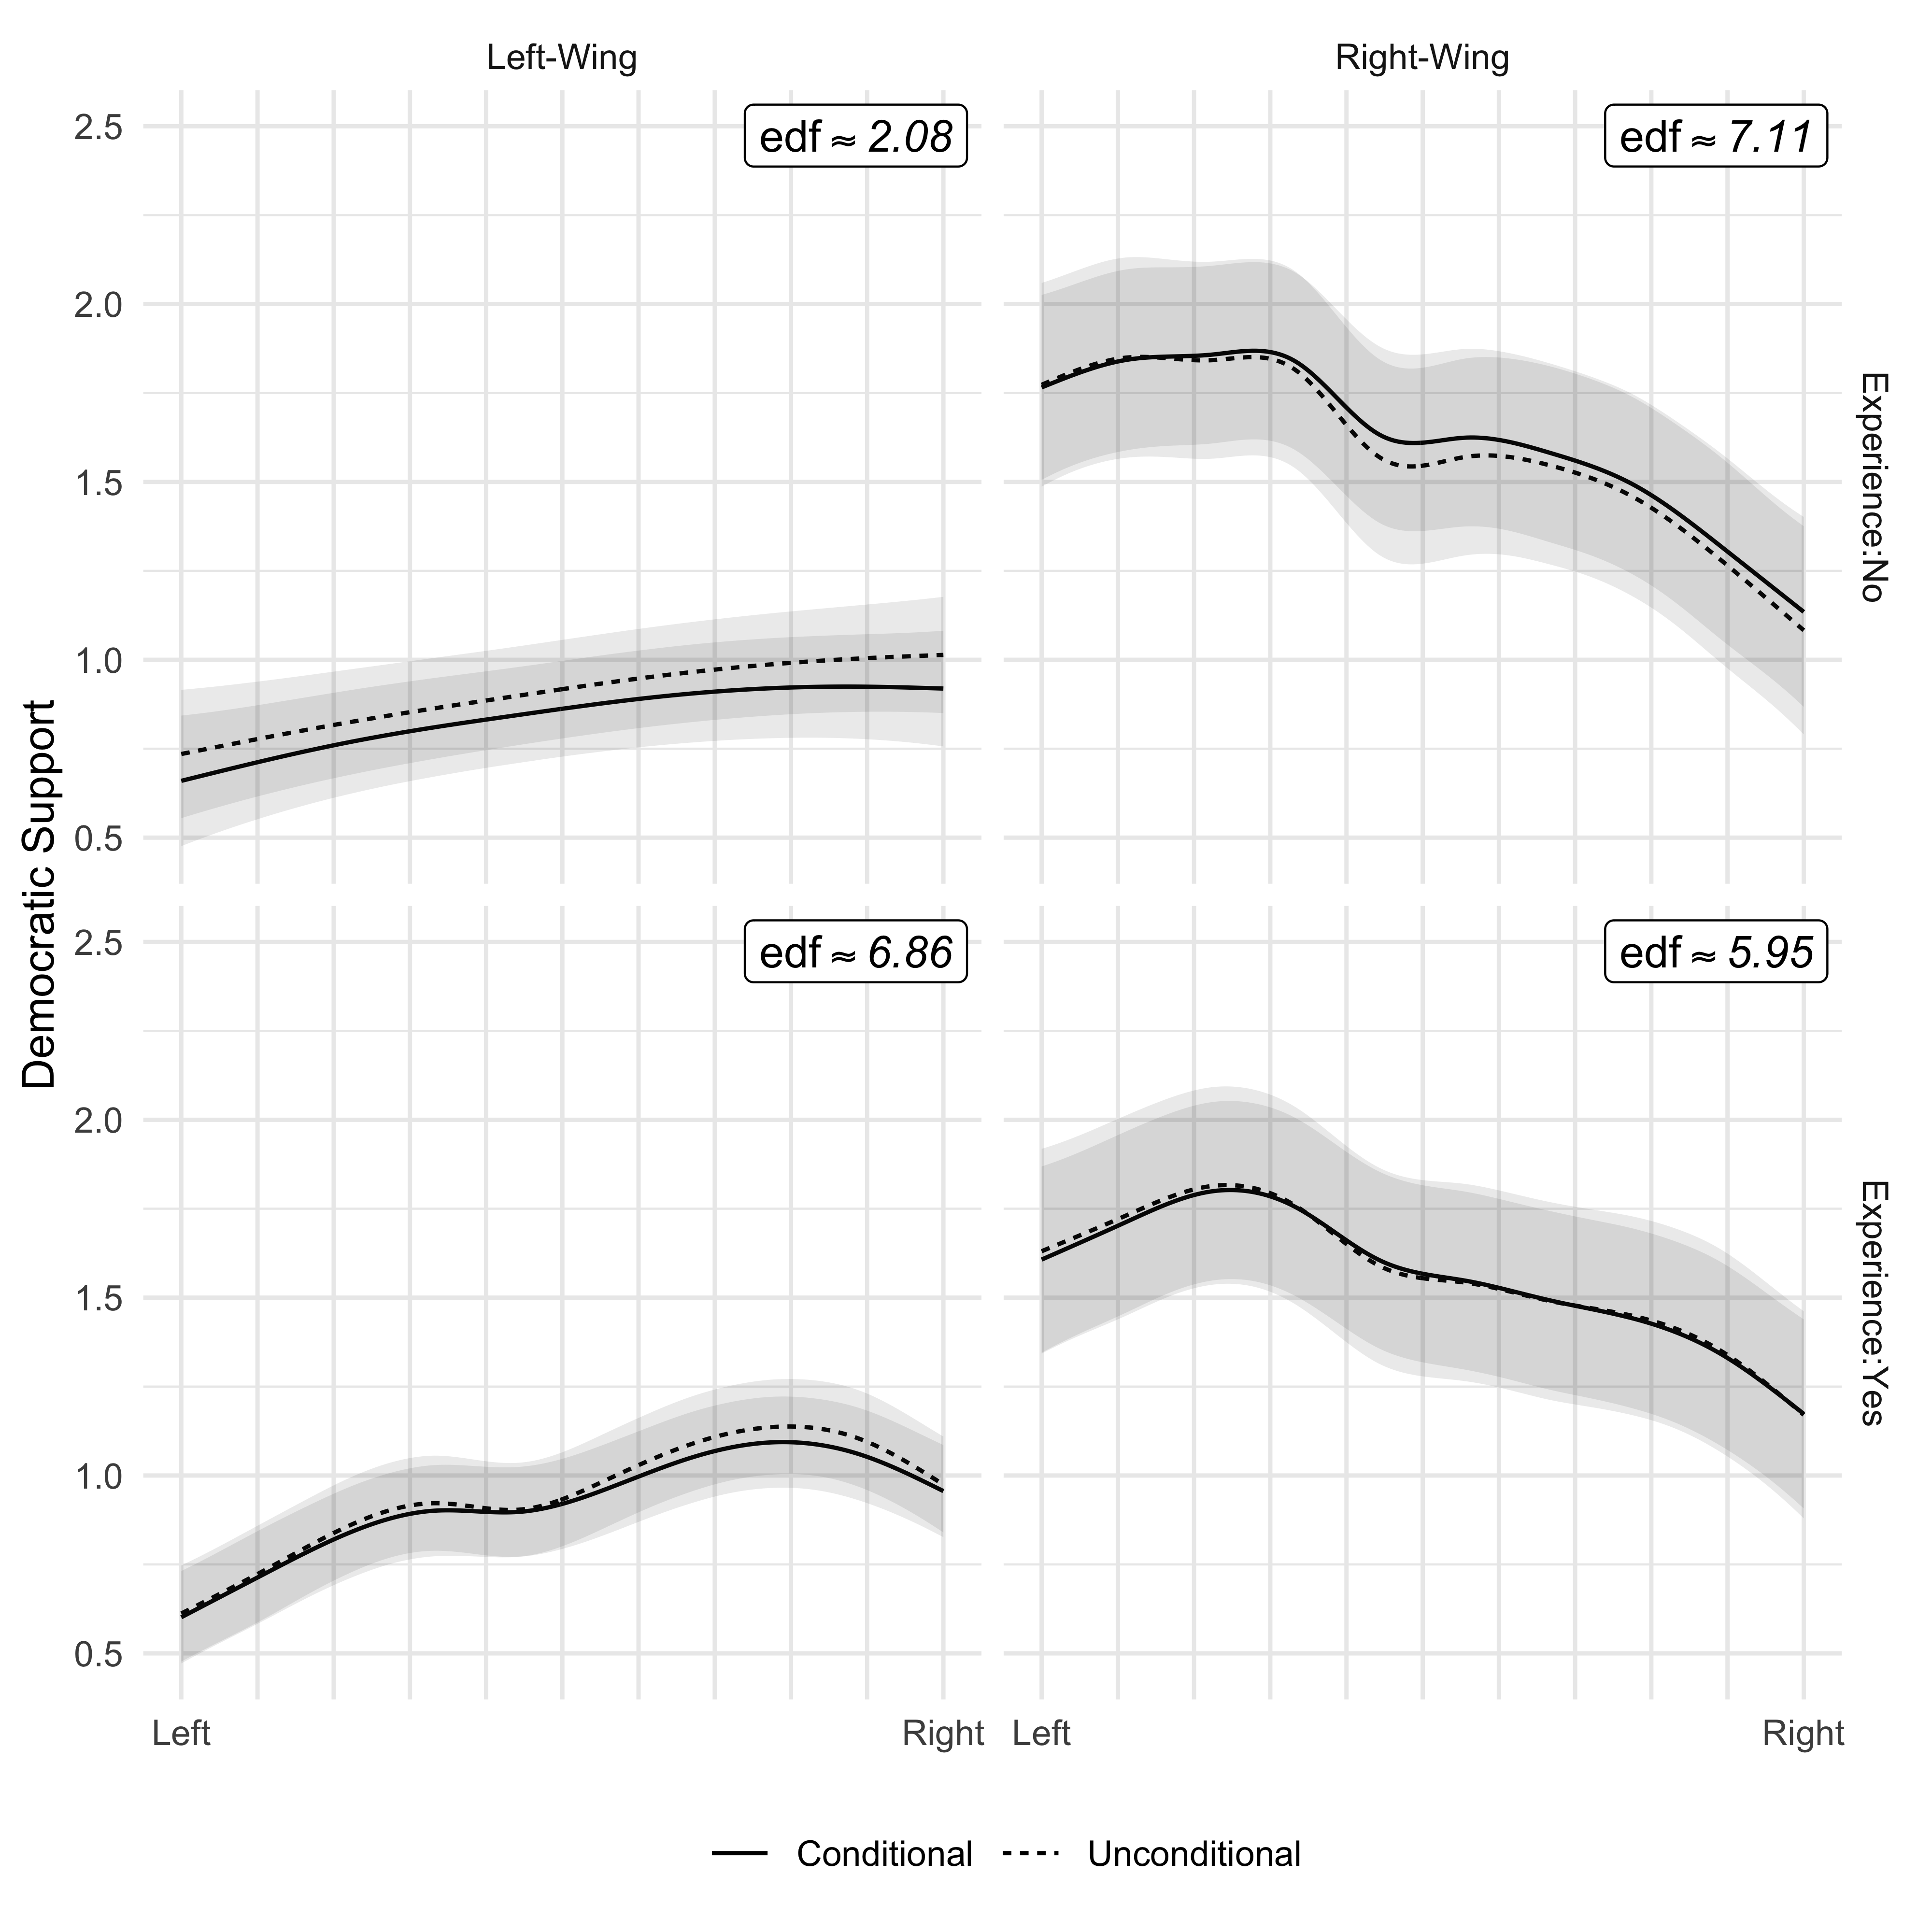 Left-Wing
Right-Wing
2.5
2.0
1.5
1.0
0.5
edf ≈ 2.08
edf ≈ 7.11
Experience:No
Democratic Support
2.5
2.0
1.5
1.0
0.5
edf ≈ 6.86
edf ≈ 5.95
Experience:Yes
Left
Right
Left
Right
Conditional
Unconditional